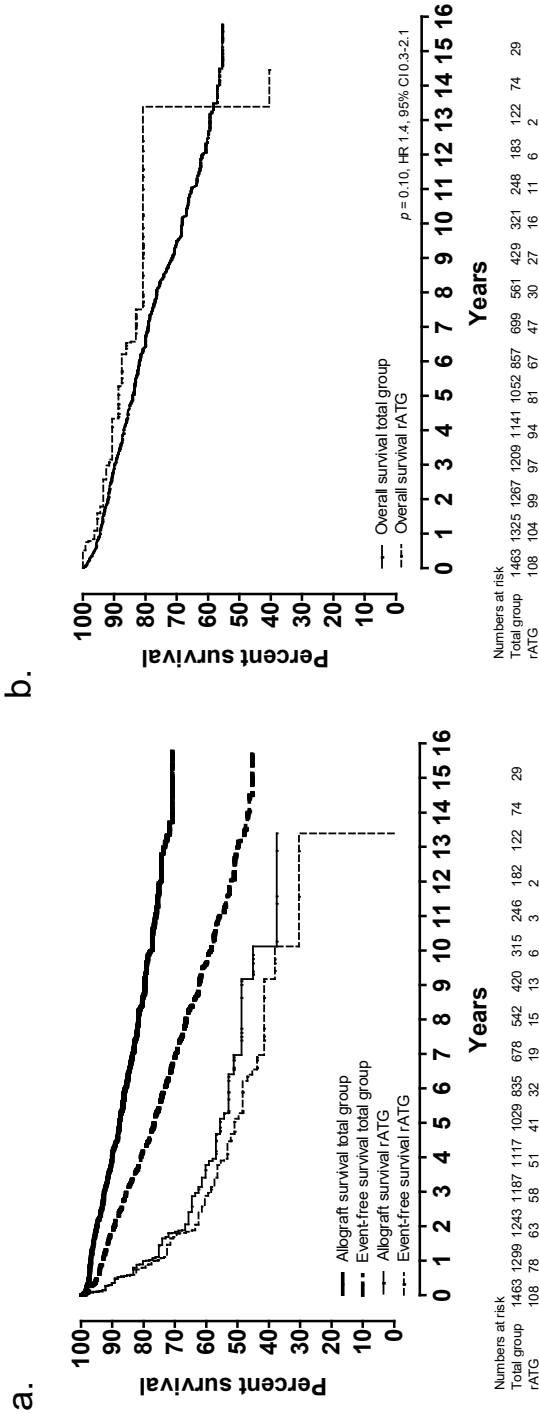 a.
Percent survival
100
90
80
70
60
50
40
30
20
10
0
Allograft survival total group
Event-free survival total group
Allograft survival rATG
Event-free survival rATG
0 1 2 3 4 5 6 7 8 9 10 11 12 13 14 15 16
Years
Numbers at risk
Total group 1463 1299 1243 1187 1117 1029 835 678 542 420 315 246 182 122 74 29
rATG 108 78 63 58 51 41 32 19 15 13 6 3 2
b.
Percent survival
100
90
80
70
60
50
40
30
20
10
0
Overall survival total group
Overall survival rATG
p = 0.10, HR 1.4, 95% CI 0.3-2.1
0 1 2 3 4 5 6 7 8 9 10 11 12 13 14 15 16
Years
Numbers at risk
Total group 1463 1325 1267 1209 1141 1052 857 699 561 429 321 248 183 122 74 29
rATG 108 104 99 97 94 81 67 47 30 27 16 11 6 2